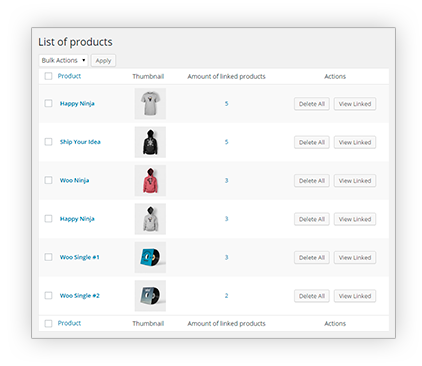 List of products
Bulk Actions Apply
Product Thumbnail Amount of linked products Actions
Happy Ninja 5 Delete All View Linked
Ship Your Idea 5 Delete All View Linked
Woo Ninja 3 Delete All View Linked
Happy Ninja 3 Delete All View Linked
Woo Single #1 3 Delete All View Linked
Woo Single #2 2 Delete All View Linked
Product Thumbnail Amount of linked products Actions